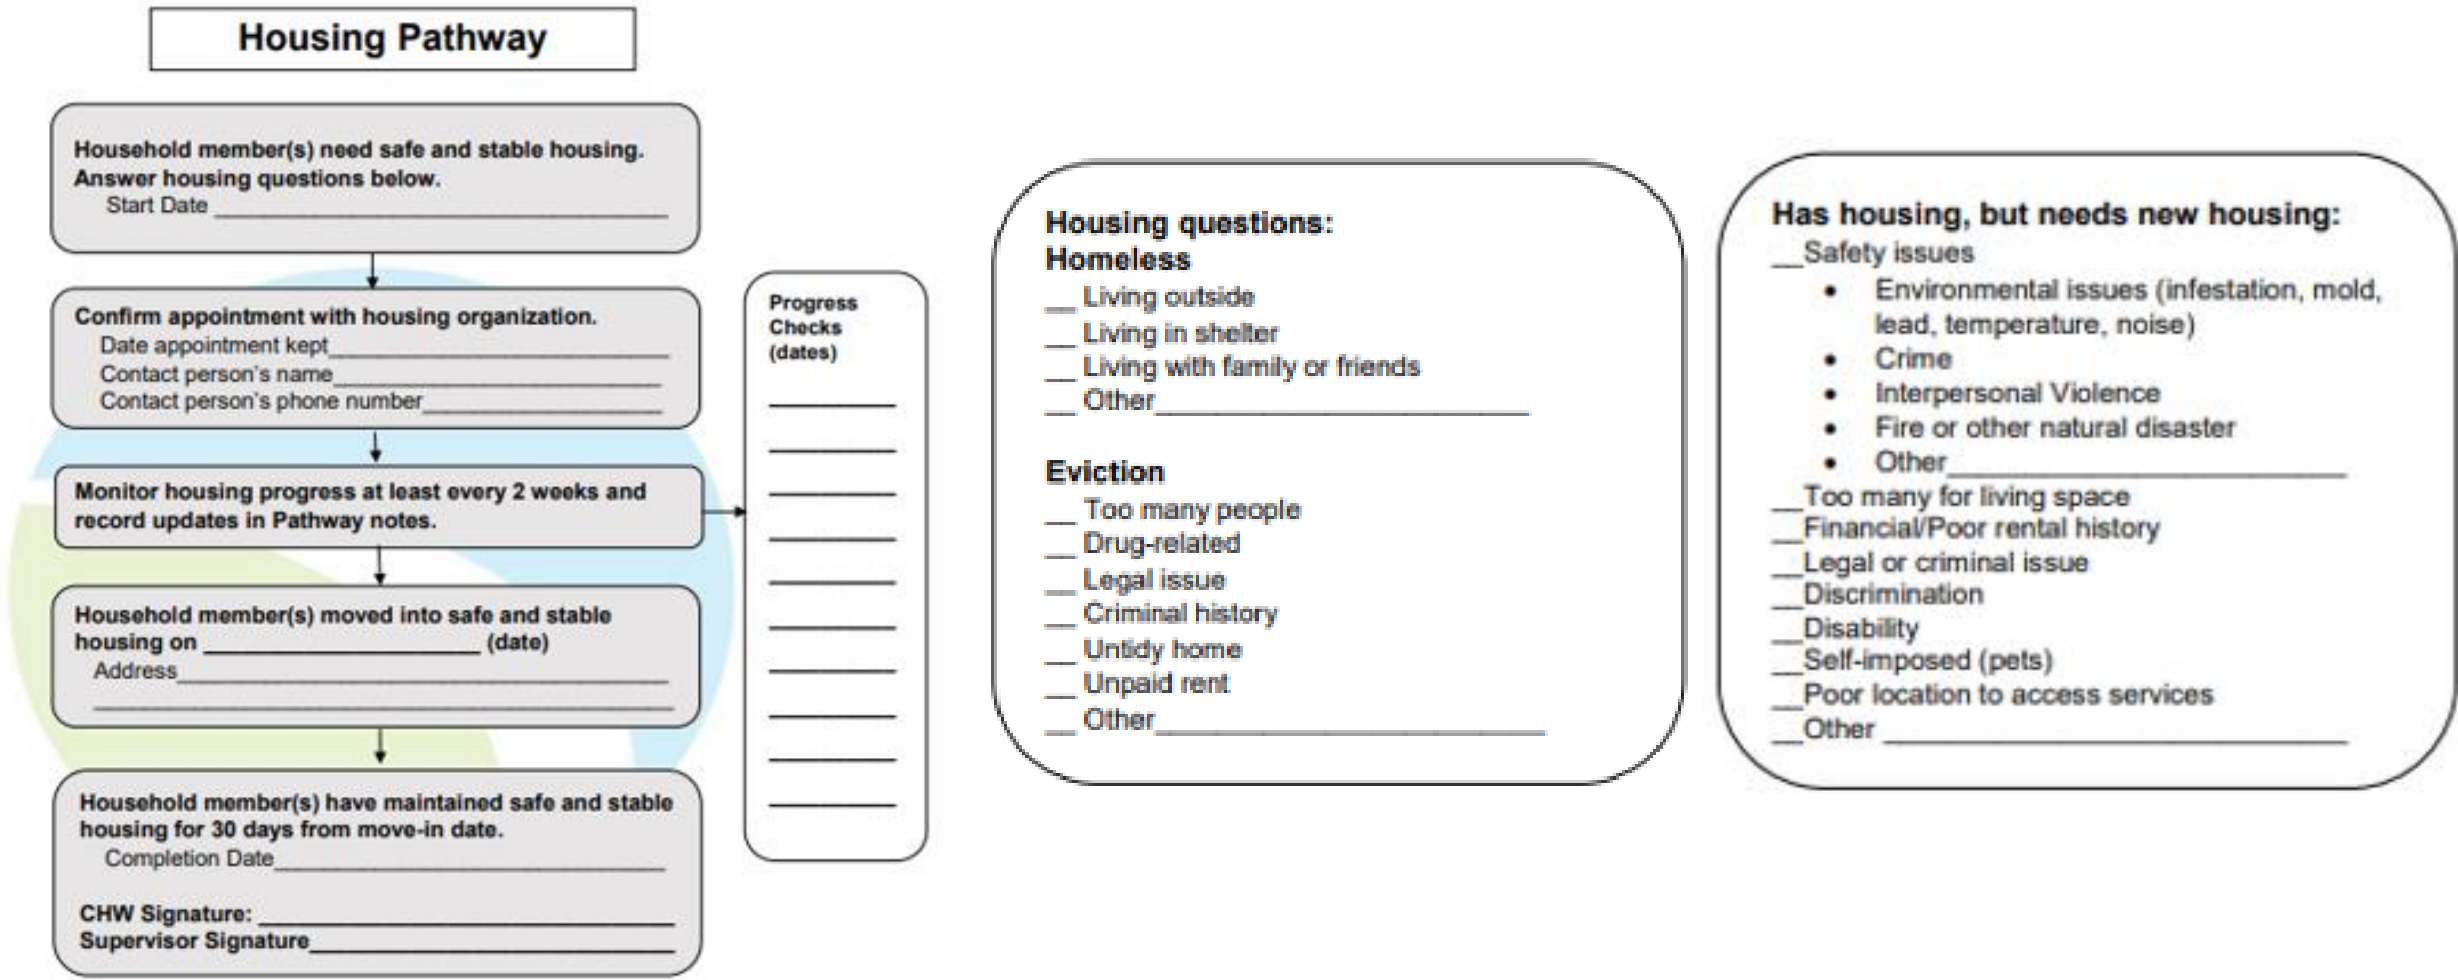 Housing Pathway
Household member(s) need safe and stable housing.
Answer housing questions below.
Start Date
Confirm appointment with housing organization.
Date appointment kept
Contact person's name
Contact person's phone number
Monitor housing progress at least every 2 weeks and
record updates in Pathway notes.
Household member(s) moved into safe and stable
housing on ____________________ (date)
Address
Household member(s) have maintained safe and stable
housing for 30 days from move-in date.
Completion Date
CHW Signature:
Supervisor Signature
Progress
Checks
(dates)
Housing questions:
Homeless
__ Living outside
__ Living in shelter
__ Living with family or friends
__ Other
Eviction
__ Too many people
__ Drug-related
__ Legal issue
__ Criminal history
__ Untidy home
__ Unpaid rent
__ Other
Has housing, but needs new housing:
__Safety issues
• Environmental issues (infestation, mold,
lead, temperature, noise)
• Crime
• Interpersonal Violence
• Fire or other natural disaster
• Other
__Too many for living space
__Financial/Poor rental history
__Legal or criminal issue
__Discrimination
__Disability
__Self-imposed (pets)
__Poor location to access services
__Other